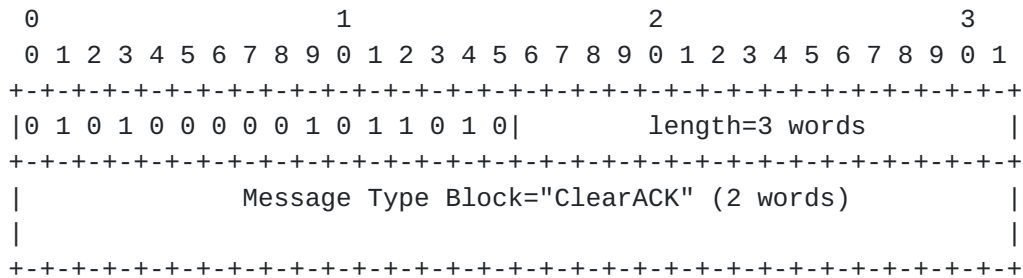 0                   1                   2                   3
 0 1 2 3 4 5 6 7 8 9 0 1 2 3 4 5 6 7 8 9 0 1 2 3 4 5 6 7 8 9 0 1
+-+-+-+-+-+-+-+-+-+-+-+-+-+-+-+-+-+-+-+-+-+-+-+-+-+-+-+-+-+-+-+-+
|0 1 0 1 0 0 0 0 0 1 0 1 1 0 1 0|        length=3 words         |
+-+-+-+-+-+-+-+-+-+-+-+-+-+-+-+-+-+-+-+-+-+-+-+-+-+-+-+-+-+-+-+-+
|              Message Type Block="ClearACK" (2 words)          |
|                                                               |
+-+-+-+-+-+-+-+-+-+-+-+-+-+-+-+-+-+-+-+-+-+-+-+-+-+-+-+-+-+-+-+-+